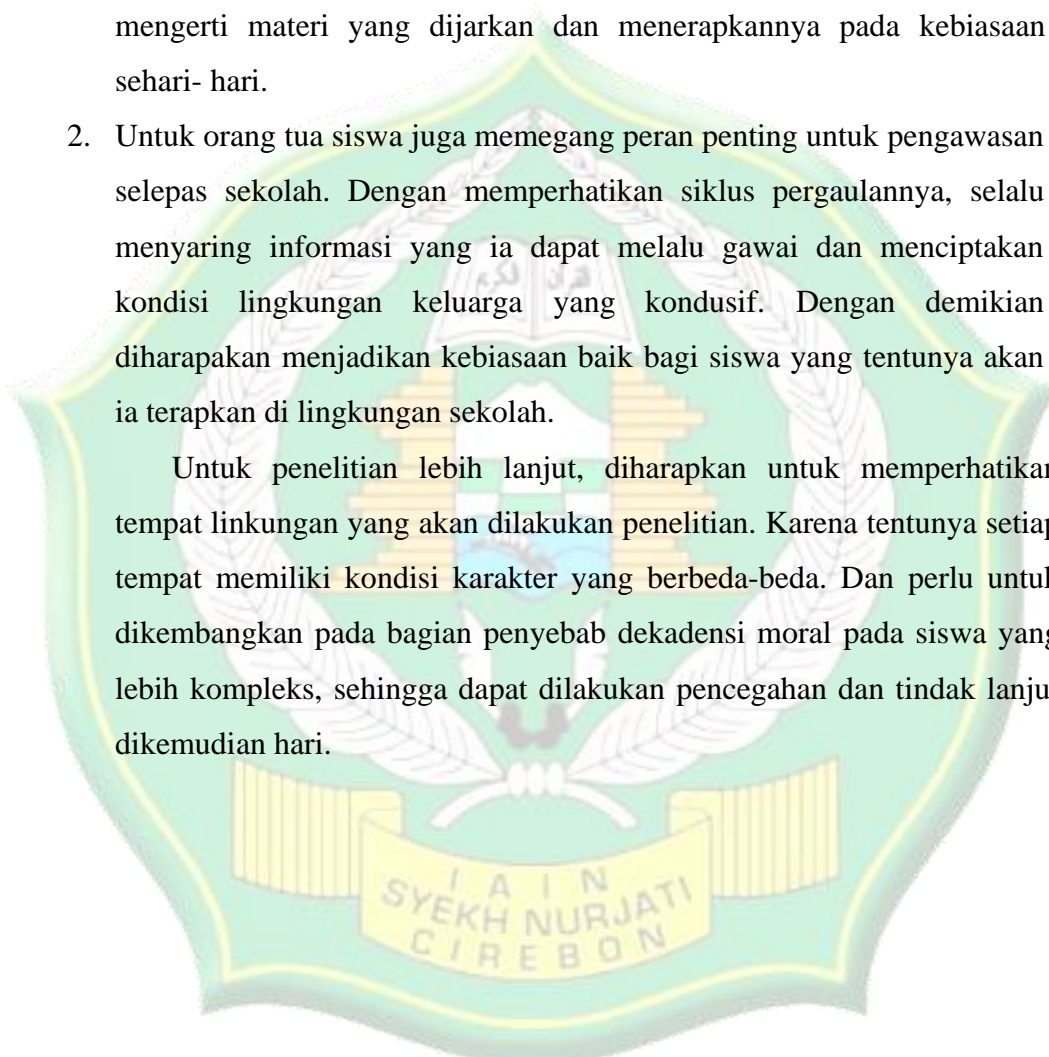 mengerti materi yang dijarkan dan menerapkannya pada kebiasaan
sehari- hari.
2. Untuk orang tua siswa juga memegang peran penting untuk pengawasan
selepas sekolah. Dengan memperhatikan siklus pergaulannya, selalu
menyaring informasi yang ia dapat melalu gawai dan menciptakan
kondisi lingkungan keluarga yang kondusif. Dengan demikian
diharapakan menjadikan kebiasaan baik bagi siswa yang tentunya akan
ia terapkan di lingkungan sekolah.
Untuk penelitian lebih lanjut, diharapkan untuk memperhatikan
tempat linkungan yang akan dilakukan penelitian. Karena tentunya setiap
tempat memiliki kondisi karakter yang berbeda-beda. Dan perlu untuk
dikembangkan pada bagian penyebab dekadensi moral pada siswa yang
lebih kompleks, sehingga dapat dilakukan pencegahan dan tindak lanju
dikemudian hari.
IAIN
SYEKH NURJATI
CIREBON